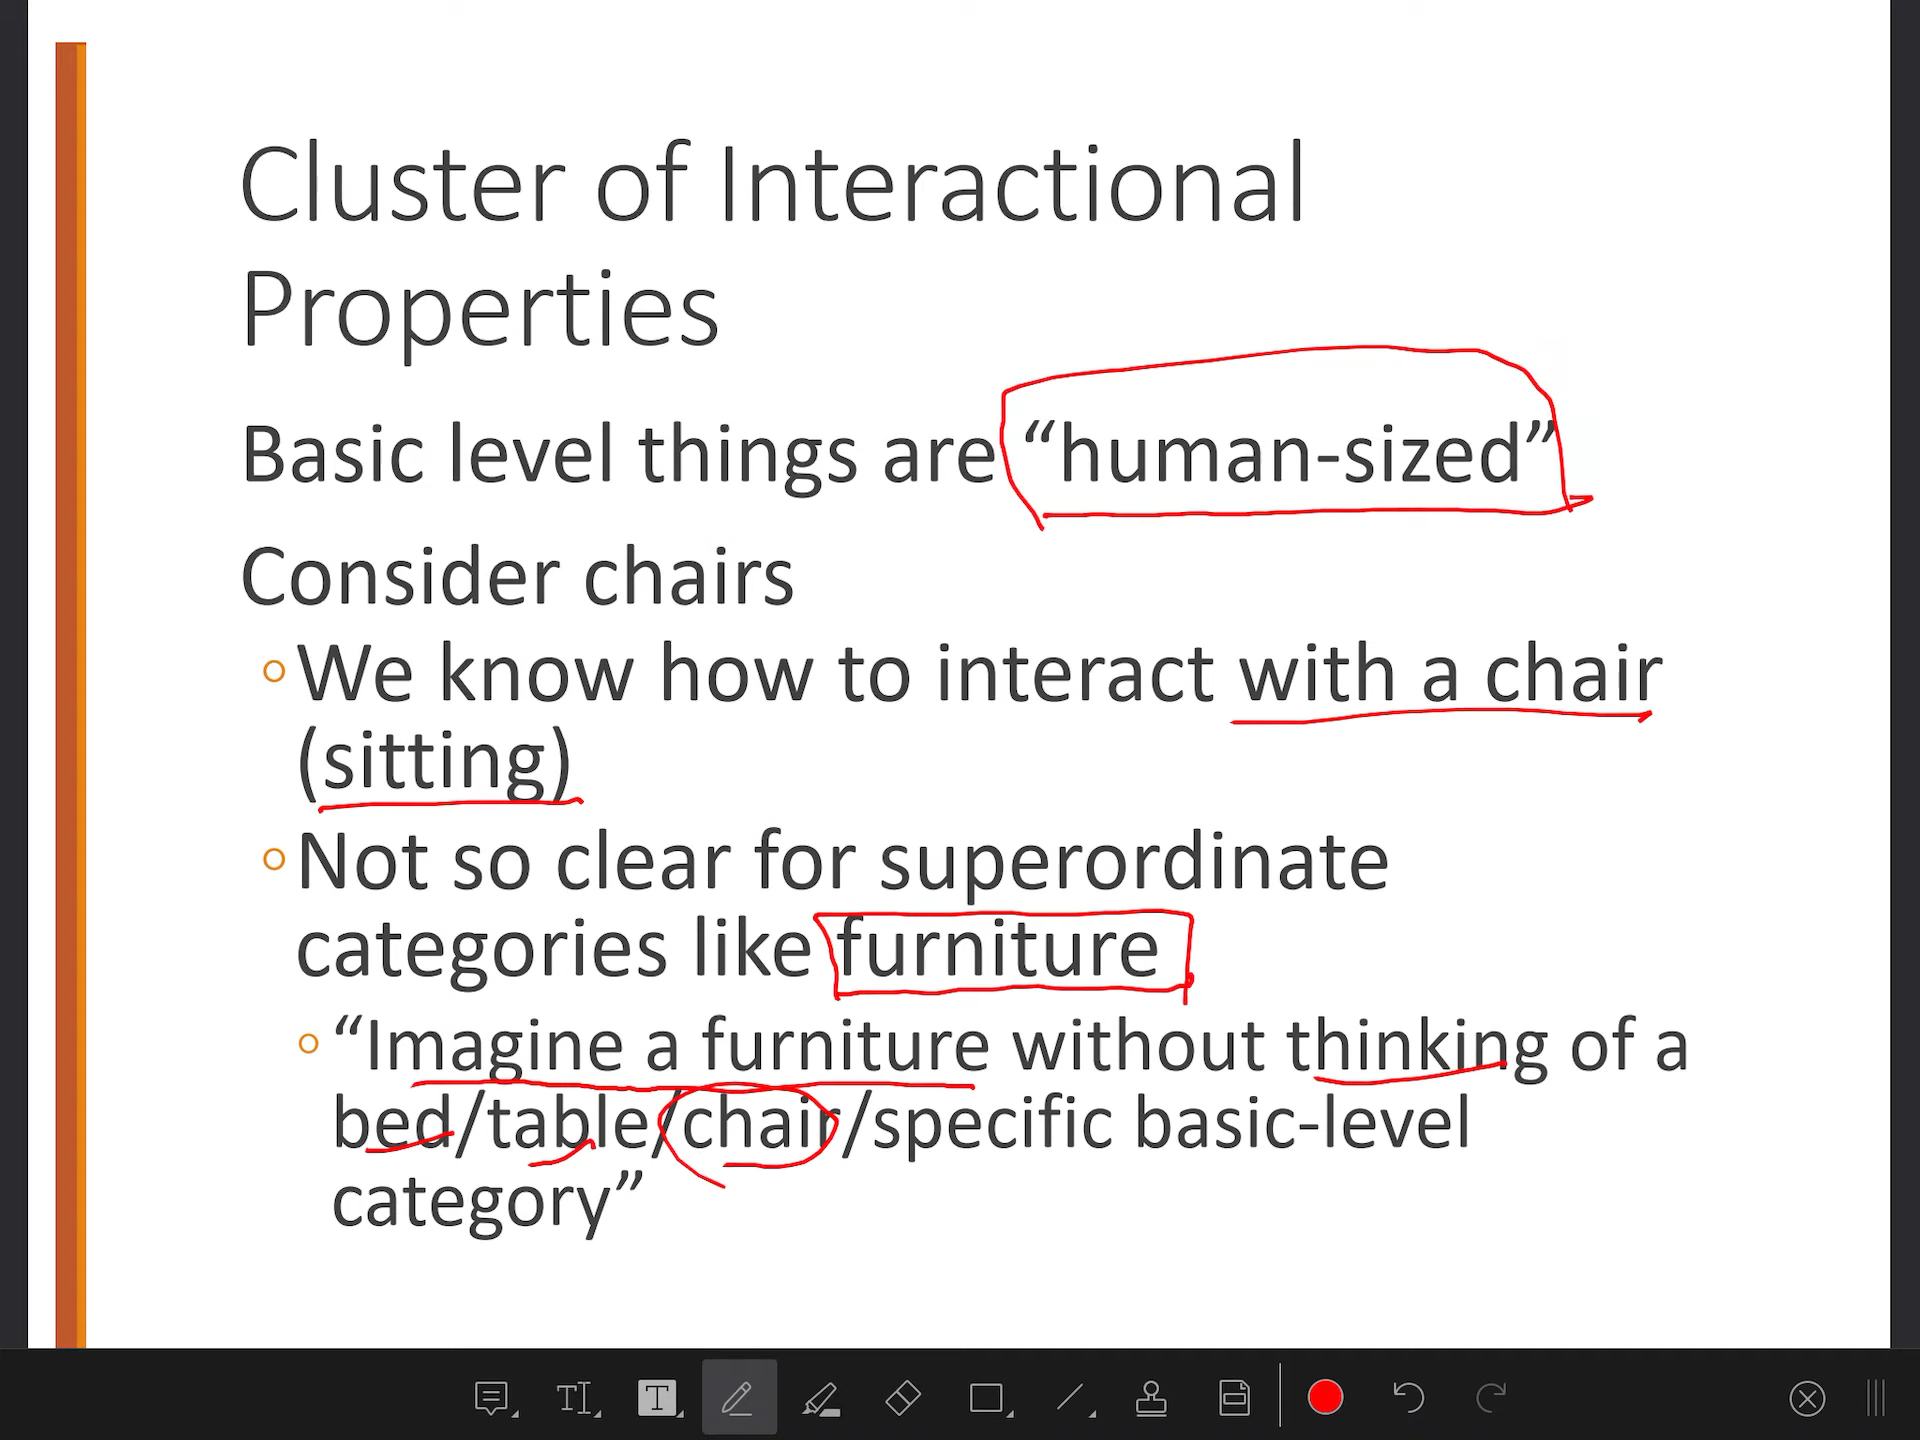 Cluster of Interactional
Properties
Basic level things are “human-sized”
Consider chairs
◦We know how to interact with a chair
(sitting)
◦Not so clear for superordinate
categories like furniture
◦“Imagine a furniture without thinking of a
bed/table/chair/specific basic-level
category”